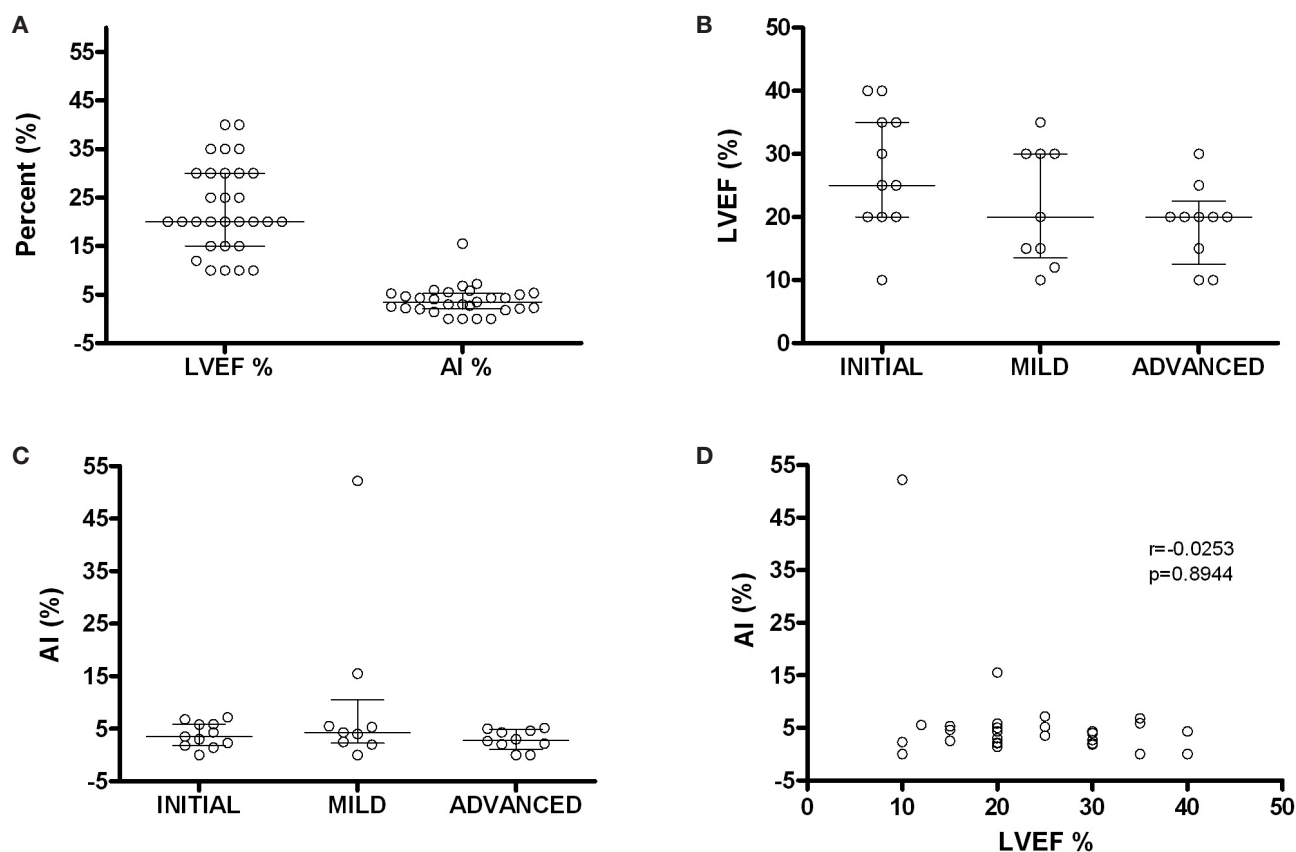 A
Percent (%)
55
45
35
25
15
5
-5
LVEF %
AI %
B
LVEF (%)
50
40
30
20
10
0
INITIAL
MILD
ADVANCED
C
AI (%)
55
45
35
25
15
5
-5
INITIAL
MILD
ADVANCED
D
AI (%)
55
45
35
25
15
5
-5
r=-0.0253
p=0.8944
0
10
20
30
40
50
LVEF %